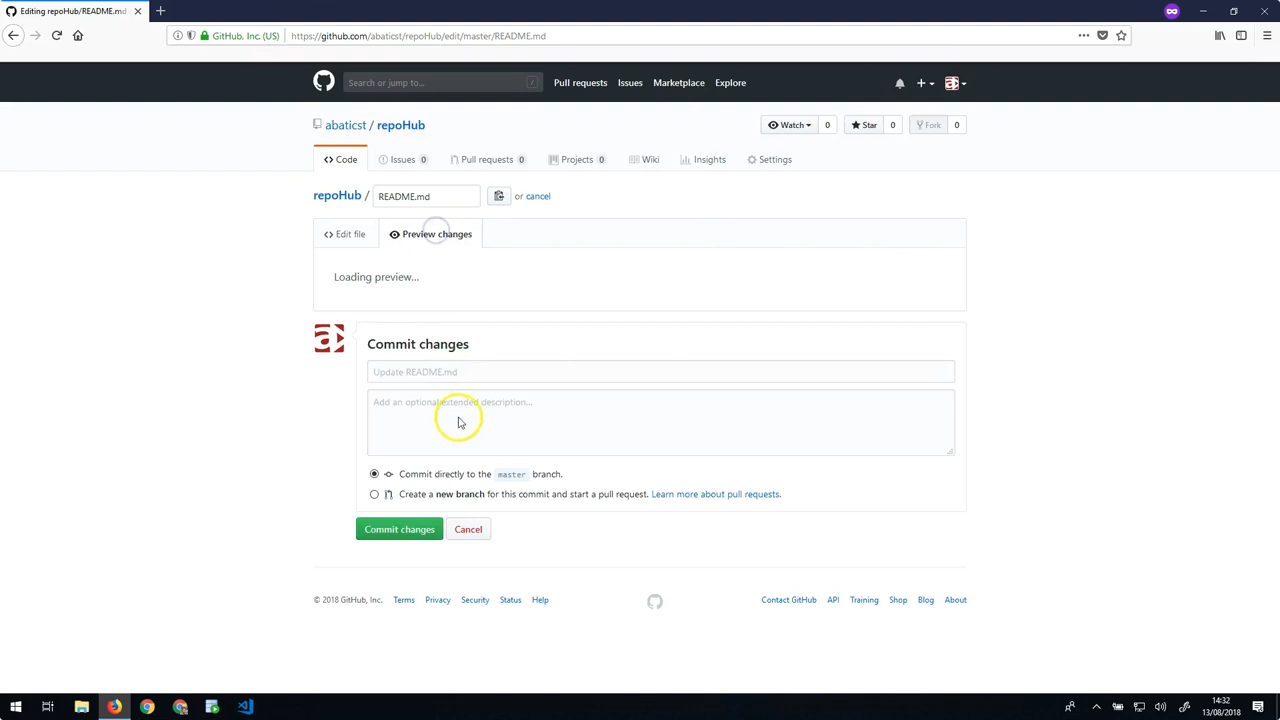 Editing repoHub/README.md
GitHub, Inc. (US)
https://github.com/abaticst/repoHub/edit/master/README.md
Search or jump to...
/
Pull requests
Issues
Marketplace
Explore
abaticst / repoHub
Watch
0
Star
0
Fork
0
Code
Issues 0
Pull requests 0
Projects 0
Wiki
Insights
Settings
repoHub /
README.md
or cancel
Edit file
Preview changes
Loading preview...
Commit changes
Update README.md
Add an optional extended description...
Commit directly to the master branch.
Create a new branch for this commit and start a pull request. Learn more about pull requests.
Commit changes
Cancel
© 2018 GitHub, Inc.
Terms
Privacy
Security
Status
Help
Contact GitHub
API
Training
Shop
Blog
About
14:32
13/08/2018